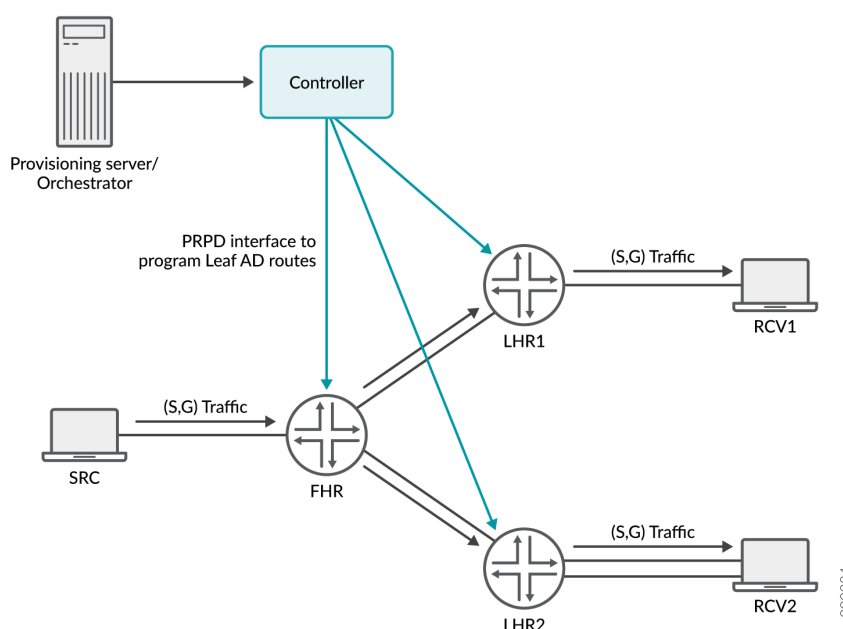 Controller
Provisioning server/
Orchestrator
PRPD interface to
program Leaf AD routes
(S,G) Traffic
LHR1
RCV1
(S,G) Traffic
SRC
FHR
(S,G) Traffic
LHR2
RCV2